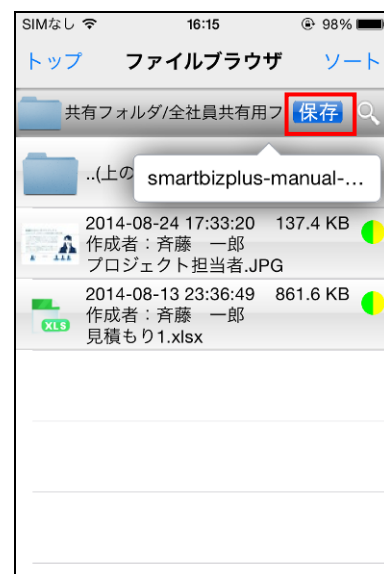 SIMなし 16:15 98%
トップ ファイルブラウザ ソート
共有フォルダ/全社員共有用フ 保存
..(上の
smartbizplus-manual-...
2014-08-24 17:33:20 137.4 KB
作成者：斉藤　一郎
プロジェクト担当者.JPG
2014-08-13 23:36:49 861.6 KB
XLS
作成者：斉藤　一郎
見積もり1.xlsx